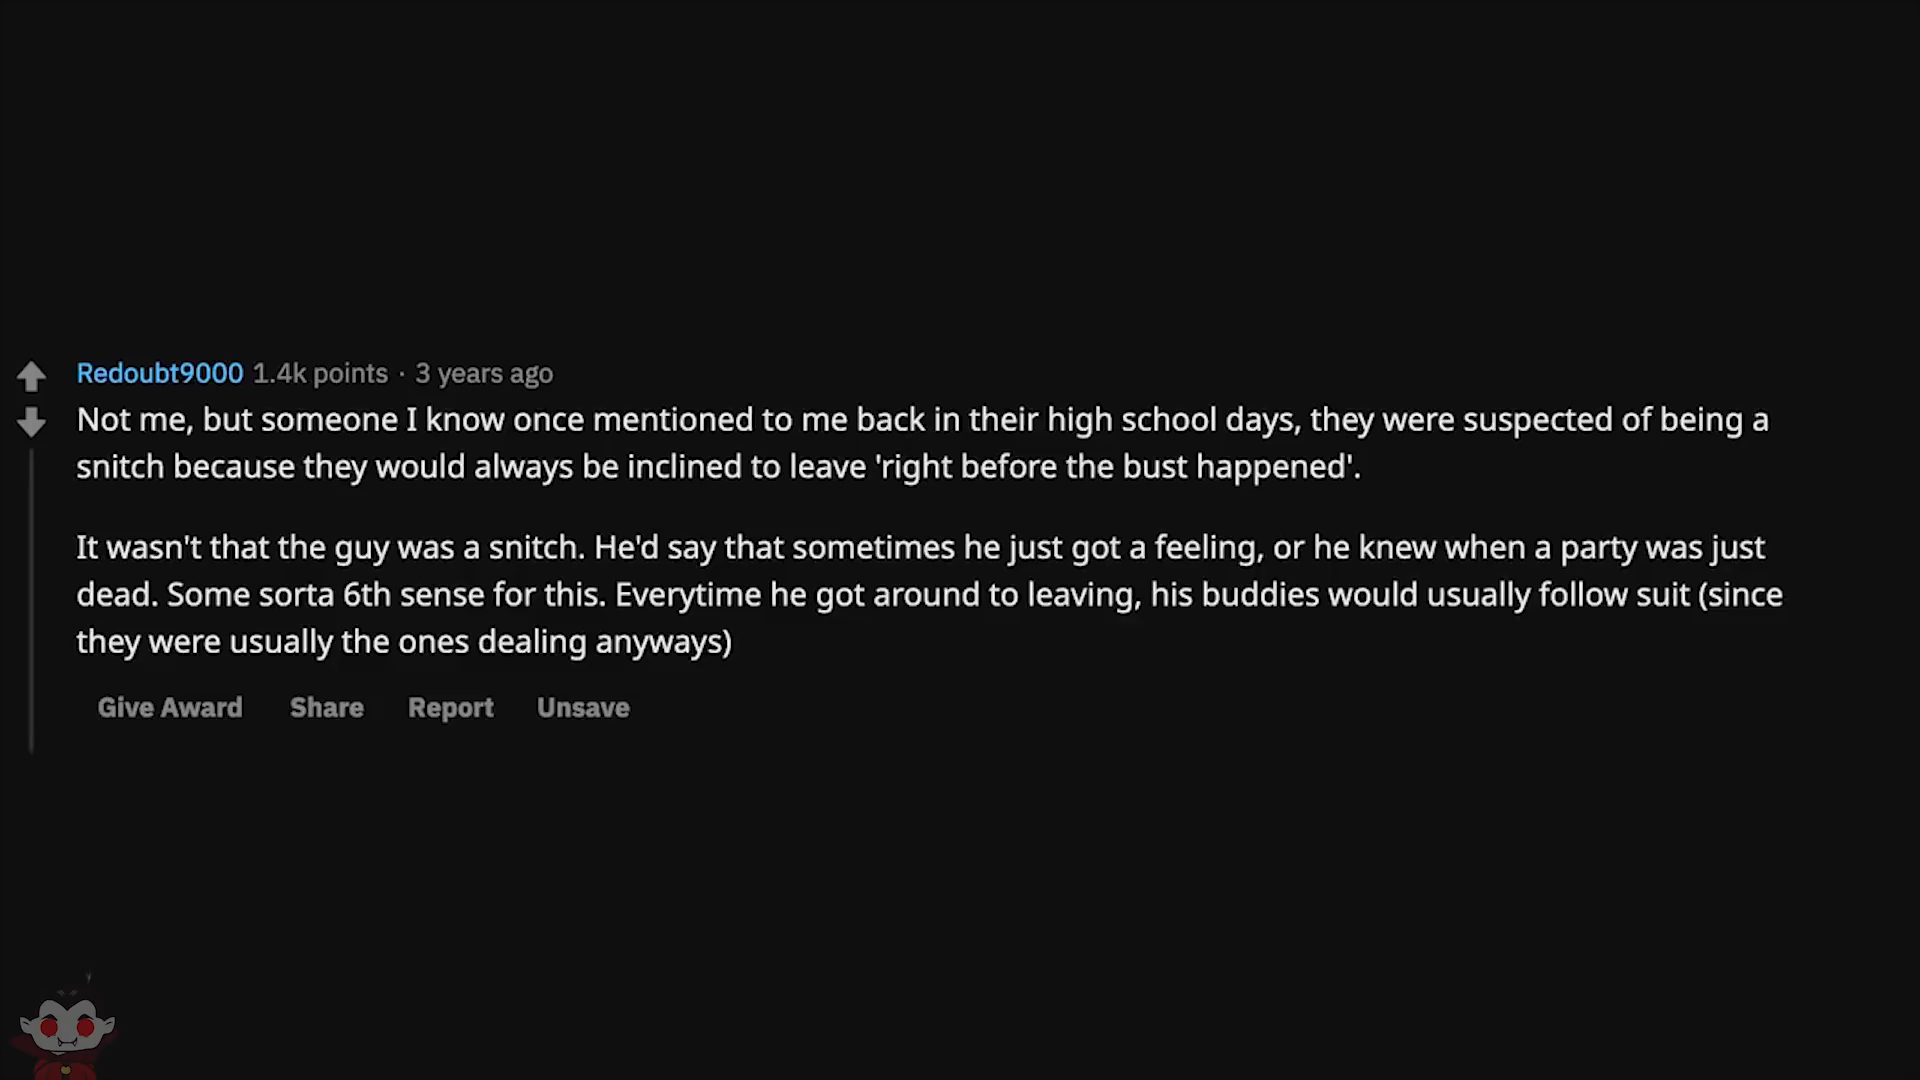 Redoubt9000 1.4k points · 3 years ago
Not me, but someone I know once mentioned to me back in their high school days, they were suspected of being a
snitch because they would always be inclined to leave 'right before the bust happened'.
It wasn't that the guy was a snitch. He'd say that sometimes he just got a feeling, or he knew when a party was just
dead. Some sorta 6th sense for this. Everytime he got around to leaving, his buddies would usually follow suit (since
they were usually the ones dealing anyways)
Give Award Share Report Unsave